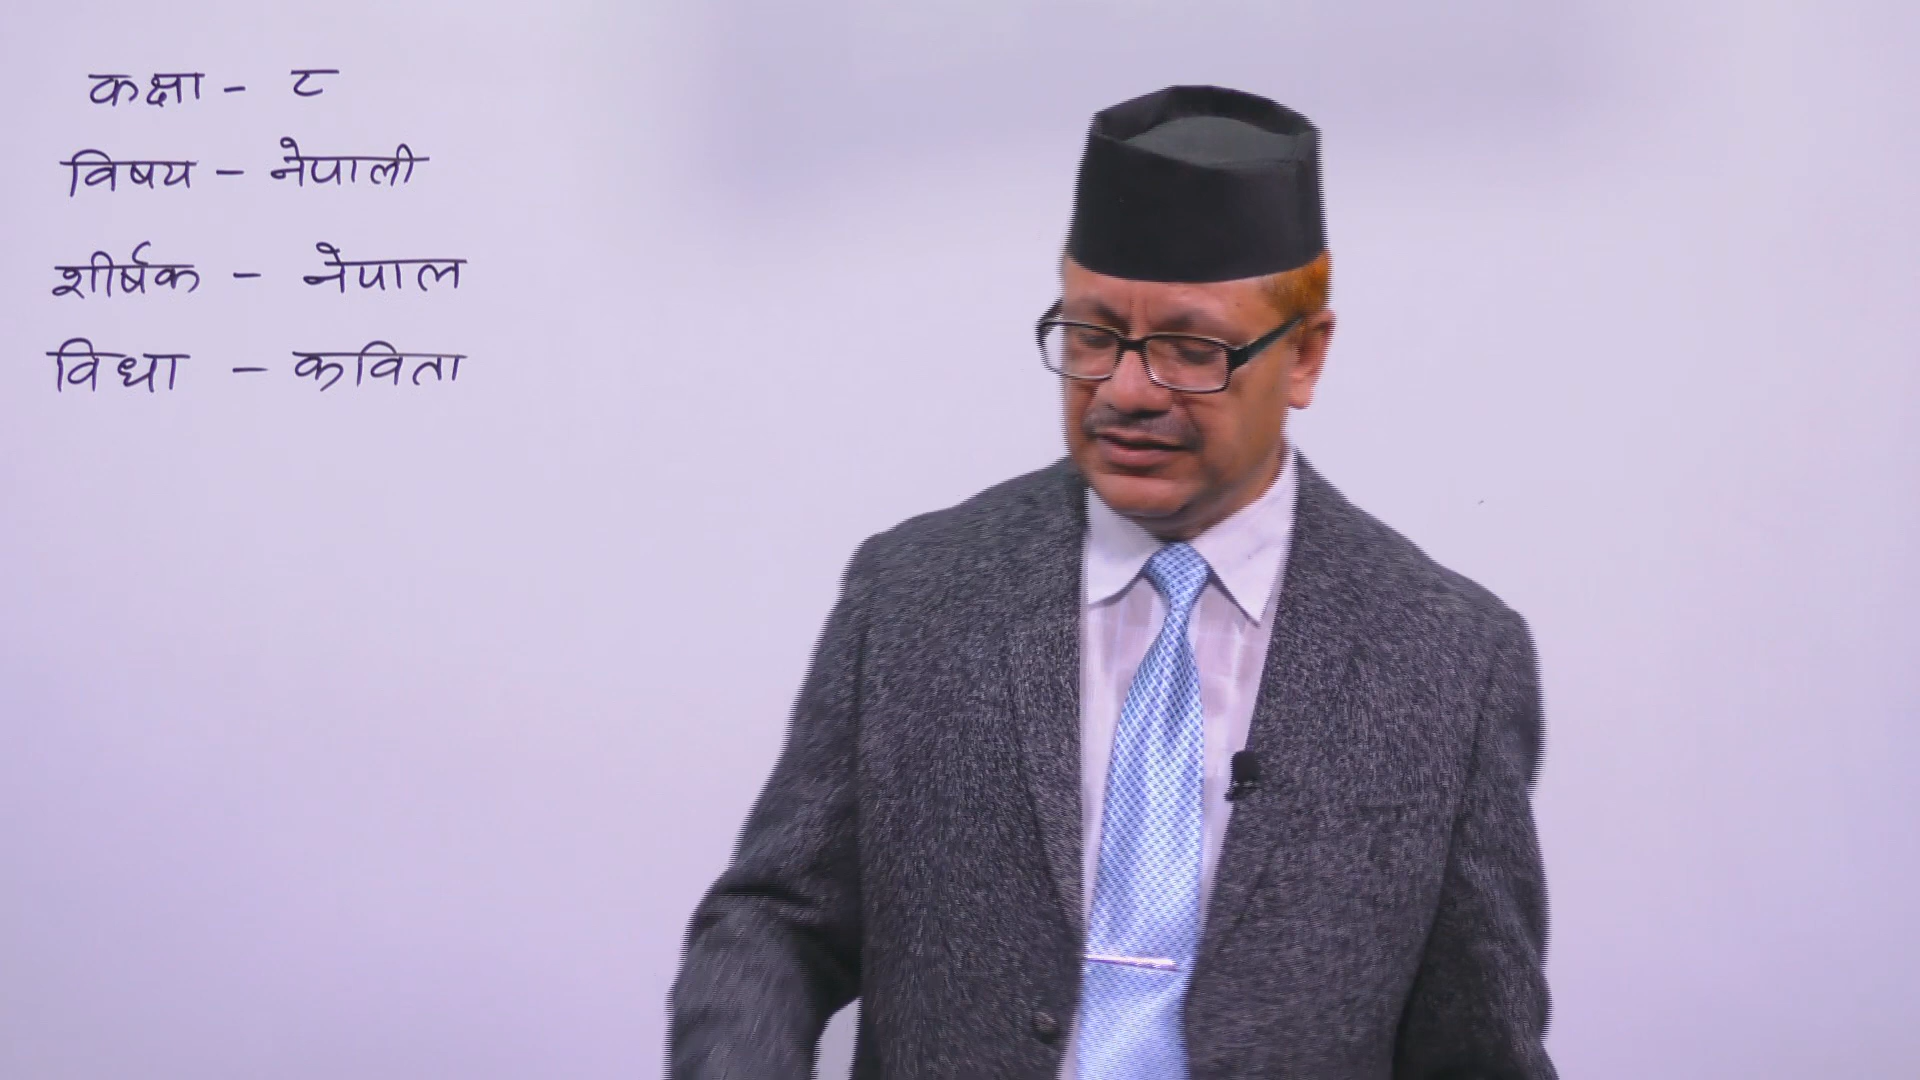 कक्षा - ८
विषय - नेपाली
शीर्षक - नेपाल
विधा - कविता